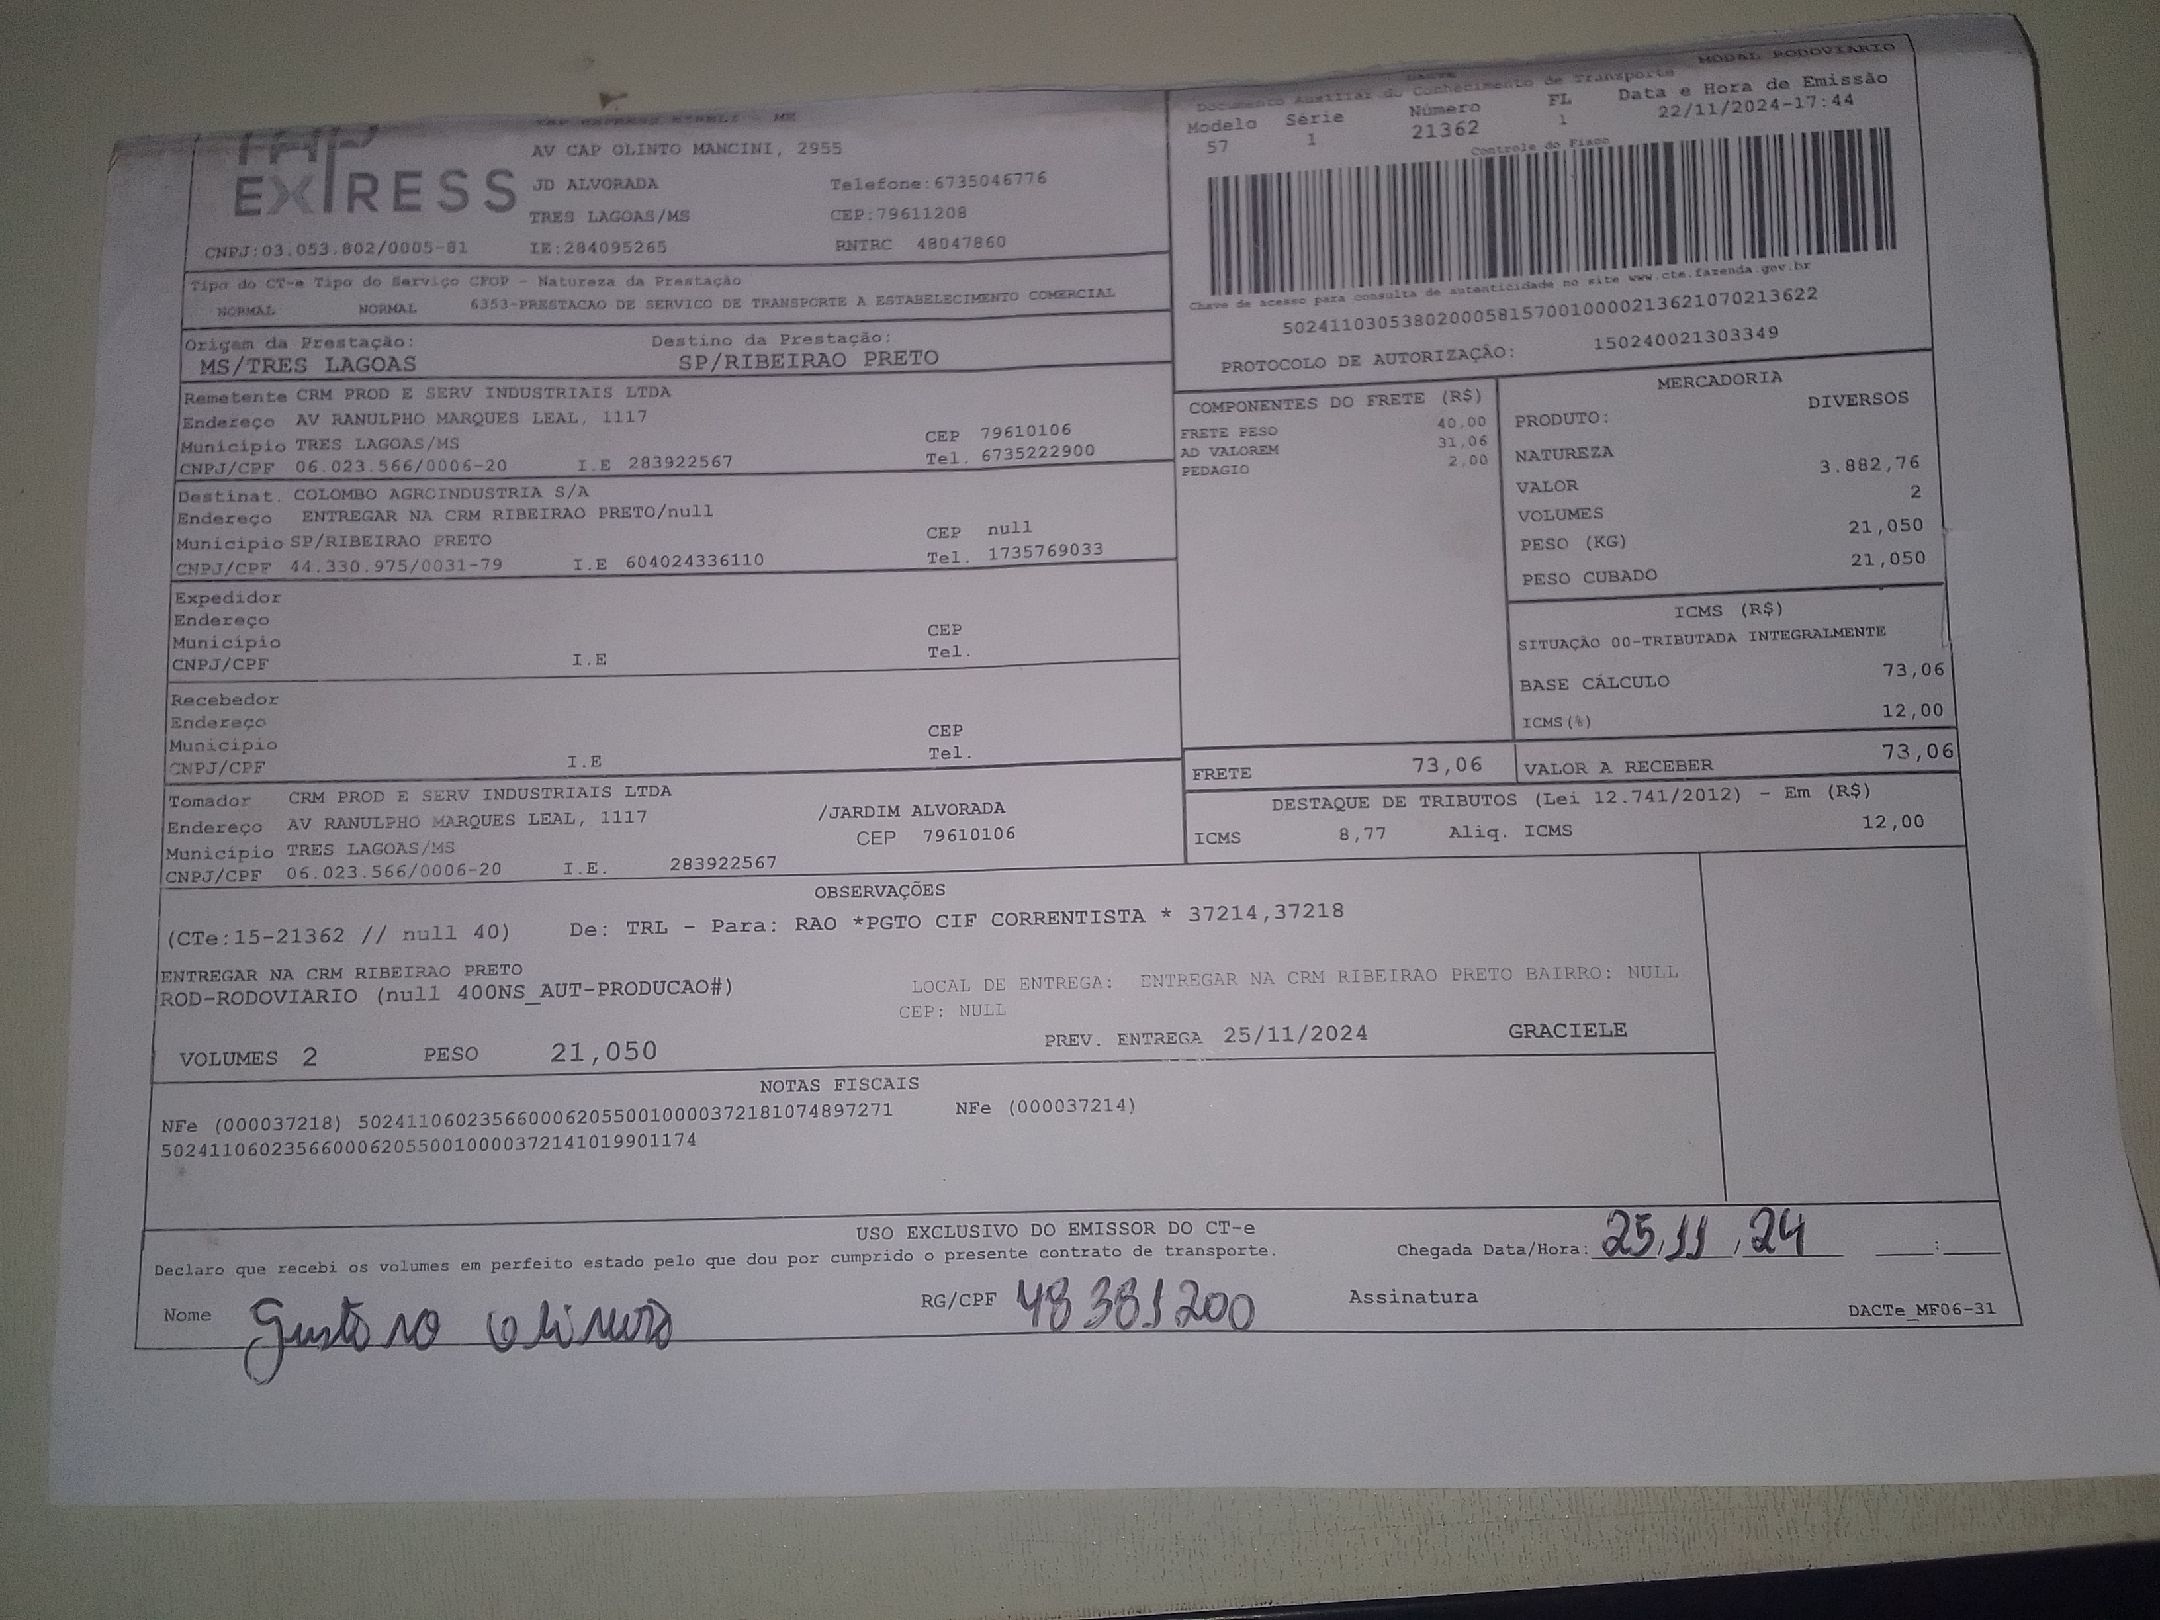 TAP EXPRESS EIRELI - ME
EXPRESS
AV CAP OLINTO MANCINI, 2955
JD ALVORADA Telefone:6735046776
TRES LAGOAS/MS CEP:79611208
CNPJ:03.053.802/0005-81 IE:284095265 RNTRC 48047860
MODAL RODOVIARIO
DACTE
Documento Auxiliar do Conhecimento de Transporte
Modelo Série Número FL Data e Hora de Emissão
57 1 21362 1 22/11/2024-17:44
Controle do Fisco
Chave de acesso para consulta de autenticidade no site www.cte.fazenda.gov.br
50241103053802000581570010000213621070213622
PROTOCOLO DE AUTORIZAÇÃO: 150240021303349
Tipo do CT-e Tipo do Serviço CFOP - Natureza da Prestação
NORMAL NORMAL 6353-PRESTACAO DE SERVICO DE TRANSPORTE A ESTABELECIMENTO COMERCIAL
Origem da Prestação: Destino da Prestação:
MS/TRES LAGOAS SP/RIBEIRAO PRETO
Remetente CRM PROD E SERV INDUSTRIAIS LTDA
Endereço AV RANULPHO MARQUES LEAL, 1117
Município TRES LAGOAS/MS CEP 79610106
CNPJ/CPF 06.023.566/0006-20 I.E 283922567 Tel. 6735222900
Destinat. COLOMBO AGROINDUSTRIA S/A
Endereço ENTREGAR NA CRM RIBEIRAO PRETO/null
Município SP/RIBEIRAO PRETO CEP null
CNPJ/CPF 44.330.975/0031-79 I.E 604024336110 Tel. 1735769033
Expedidor
Endereço
Município CEP
CNPJ/CPF I.E Tel.
Recebedor
Endereço
Município CEP
CNPJ/CPF I.E Tel.
Tomador CRM PROD E SERV INDUSTRIAIS LTDA
Endereço AV RANULPHO MARQUES LEAL, 1117 /JARDIM ALVORADA
Município TRES LAGOAS/MS CEP 79610106
CNPJ/CPF 06.023.566/0006-20 I.E. 283922567
COMPONENTES DO FRETE (R$)
FRETE PESO 40,00
AD VALOREM 31,06
PEDAGIO 2,00
MERCADORIA
PRODUTO: DIVERSOS
NATUREZA
VALOR 3.882,76
VOLUMES 2
PESO (KG) 21,050
PESO CUBADO 21,050
ICMS (R$)
SITUAÇÃO 00-TRIBUTADA INTEGRALMENTE
BASE CÁLCULO 73,06
ICMS(%) 12,00
FRETE 73,06 VALOR A RECEBER 73,06
DESTAQUE DE TRIBUTOS (Lei 12.741/2012) - Em (R$)
ICMS 8,77 Aliq. ICMS 12,00
OBSERVAÇÕES
(CTe:15-21362 // null 40) De: TRL - Para: RAO *PGTO CIF CORRENTISTA * 37214,37218
ENTREGAR NA CRM RIBEIRAO PRETO
ROD-RODOVIARIO (null 400NS_AUT-PRODUCAO#) LOCAL DE ENTREGA: ENTREGAR NA CRM RIBEIRAO PRETO BAIRRO: NULL
CEP: NULL
VOLUMES 2 PESO 21,050 PREV. ENTREGA 25/11/2024 GRACIELE
NOTAS FISCAIS
NFe (000037218) 50241106023566000620550010000372181074897271 NFe (000037214)
50241106023566000620550010000372141019901174
USO EXCLUSIVO DO EMISSOR DO CT-e
Declaro que recebi os volumes em perfeito estado pelo que dou por cumprido o presente contrato de transporte. Chegada Data/Hora: 25/11/24 :
Nome Gustavo Oliveira RG/CPF 48381200 Assinatura
DACTe_MF06-31